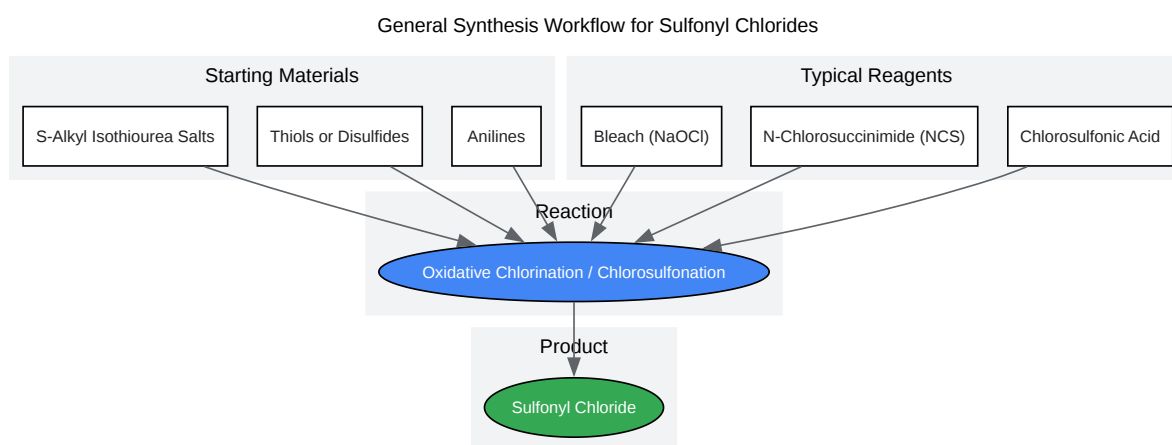 General Synthesis Workflow for Sulfonyl Chlorides
Starting Materials
Typical Reagents
S-Alkyl Isothiourea Salts
Thiols or Disulfides
Anilines
Bleach (NaOCl)
N-Chlorosuccinimide (NCS)
Chlorosulfonic Acid
Reaction
Oxidative Chlorination / Chlorosulfonation
Product
Sulfonyl Chloride